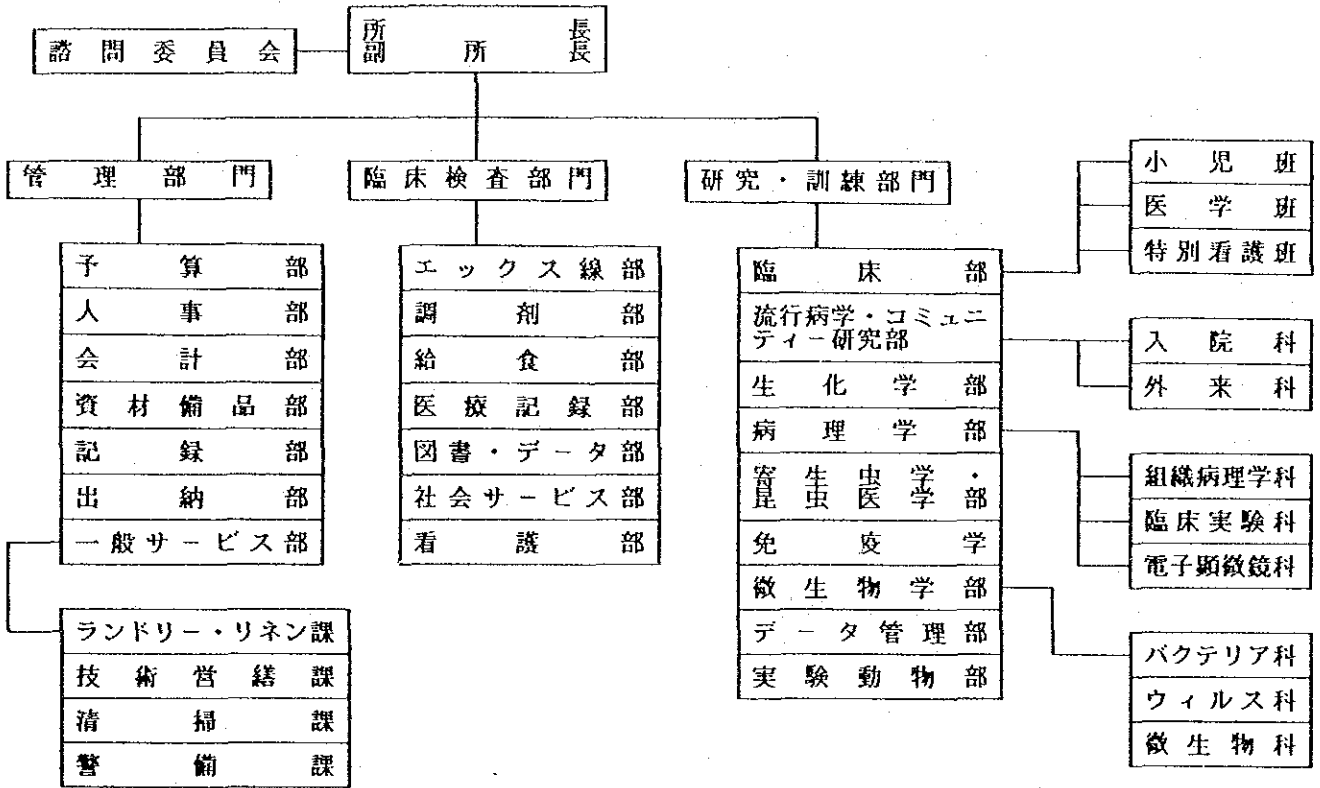 諮問委員会
所長
副所長
管理部門
臨床検査部門
研究・訓練部門
予算部
人事部
会計部
資材備品部
記録部
出納部
一般サービス部
ランドリー・リネン課
技術営繕課
清掃課
警備課
エックス線部
調剤部
給食部
医療記録部
図書・データ部
社会サービス部
看護部
臨床部
流行病学・コミュニ
ティー研究部
生化学部
病理学部
寄生虫学・
昆虫医学部
免疫学
微生物学部
データ管理部
実験動物部
小児班
医学班
特別看護班
入院科
外来科
組織病理学科
臨床実験科
電子顕微鏡科
バクテリア科
ウィルス科
微生物科